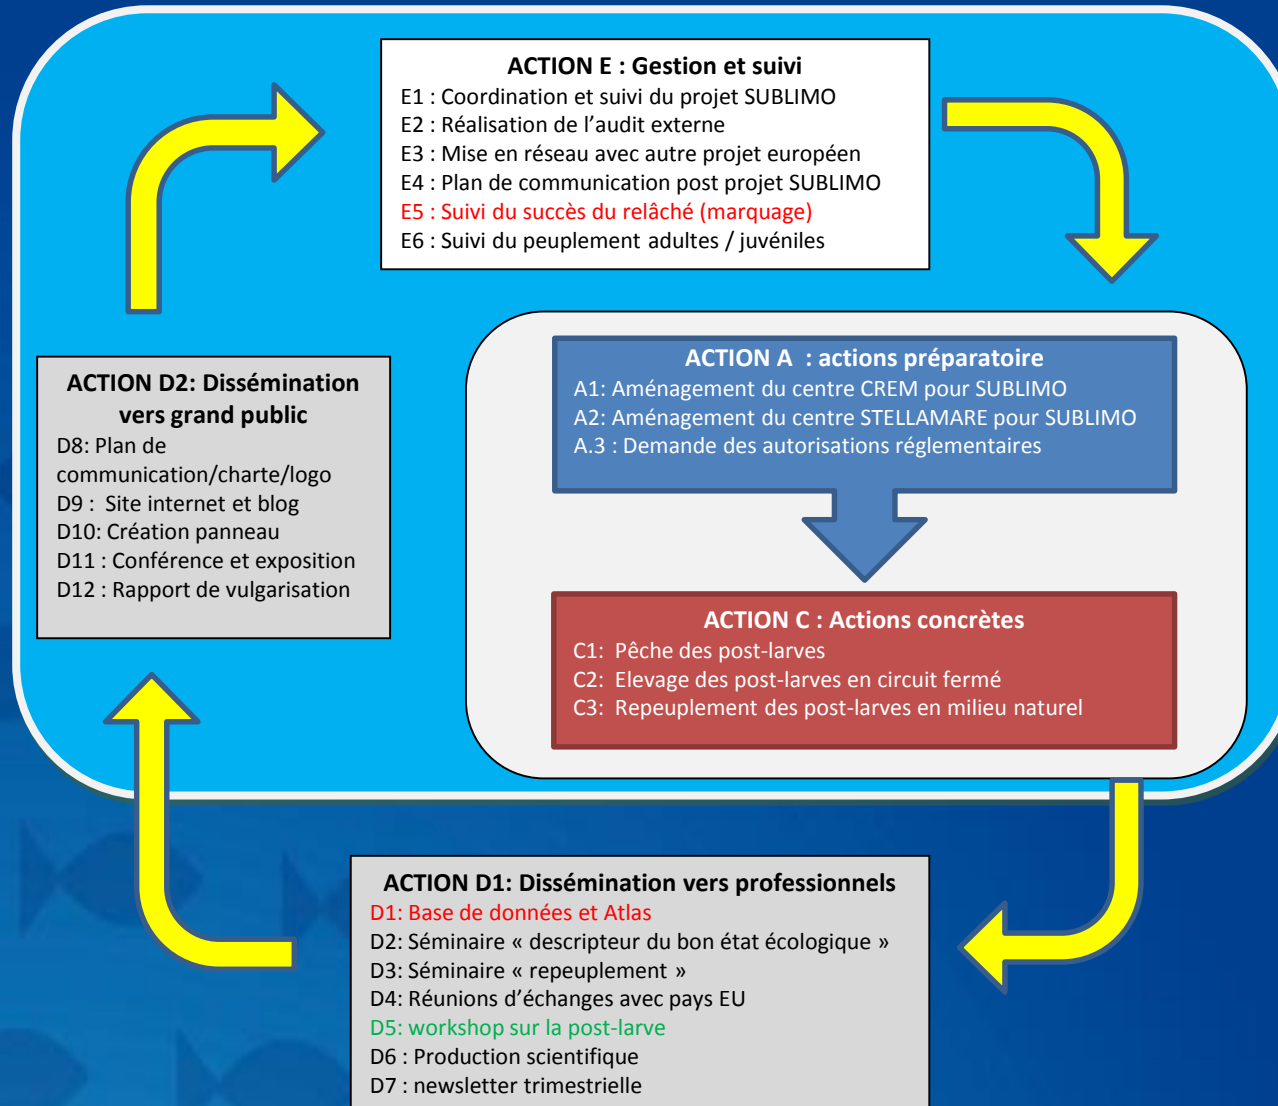 ACTION E : Gestion et suivi
E1 : Coordination et suivi du projet SUBLIMO
E2 : Réalisation de l'audit externe
E3 : Mise en réseau avec autre projet européen
E4 : Plan de communication post projet SUBLIMO
E5 : Suivi du succès du relâché (marquage)
E6 : Suivi du peuplement adultes / juvéniles
ACTION A : actions préparatoire
A1: Aménagement du centre CREM pour SUBLIMO
A2: Aménagement du centre STELLAMARE pour SUBLIMO
A.3 : Demande des autorisations réglementaires
ACTION C : Actions concrètes
C1: Pêche des post-larves
C2: Elevage des post-larves en circuit fermé
C3: Repeuplement des post-larves en milieu naturel
ACTION D1: Dissémination vers professionnels
D1: Base de données et Atlas
D2: Séminaire « descripteur du bon état écologique »
D3: Séminaire « repeuplement »
D4: Réunions d'échanges avec pays EU
D5: workshop sur la post-larve
D6 : Production scientifique
D7 : newsletter trimestrielle
ACTION D2: Dissémination
vers grand public
D8: Plan de
communication/charte/logo
D9 : Site internet et blog
D10: Création panneau
D11 : Conférence et exposition
D12 : Rapport de vulgarisation